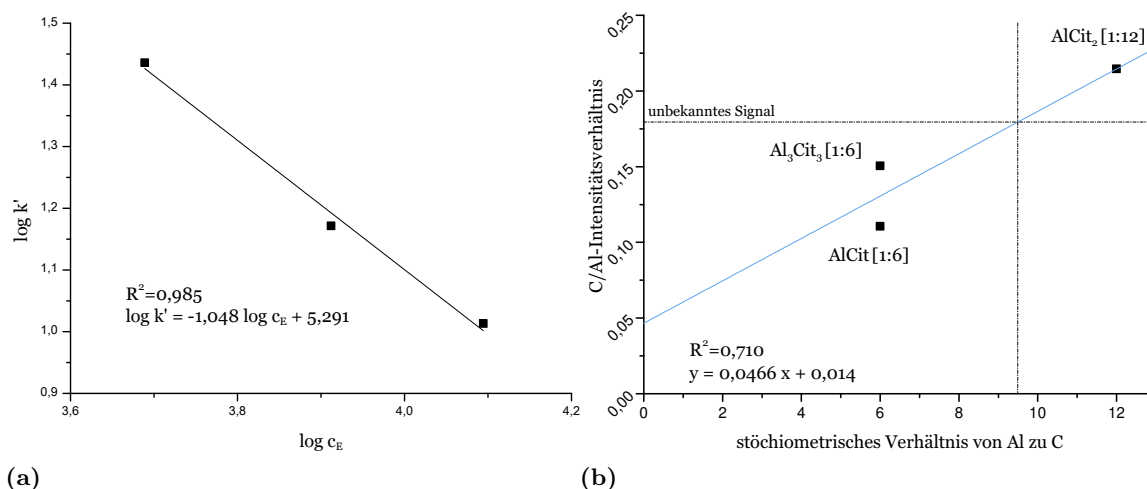 1,5
1,4
1,3
1,2
1,1
1,0
0,9
log k'
R²=0,985
log k' = -1,048 log c_E + 5,291
3,6
3,8
4,0
4,2
log c_E
(a)
0,25
0,20
0,15
0,10
0,05
0,00
C/Al-Intensitätsverhältnis
AlCit₂ [1:12]
unbekanntes Signal
Al₃Cit₃ [1:6]
AlCit [1:6]
R²=0,710
y = 0,0466 x + 0,014
0
2
4
6
8
10
12
stöchiometrisches Verhältnis von Al zu C
(b)